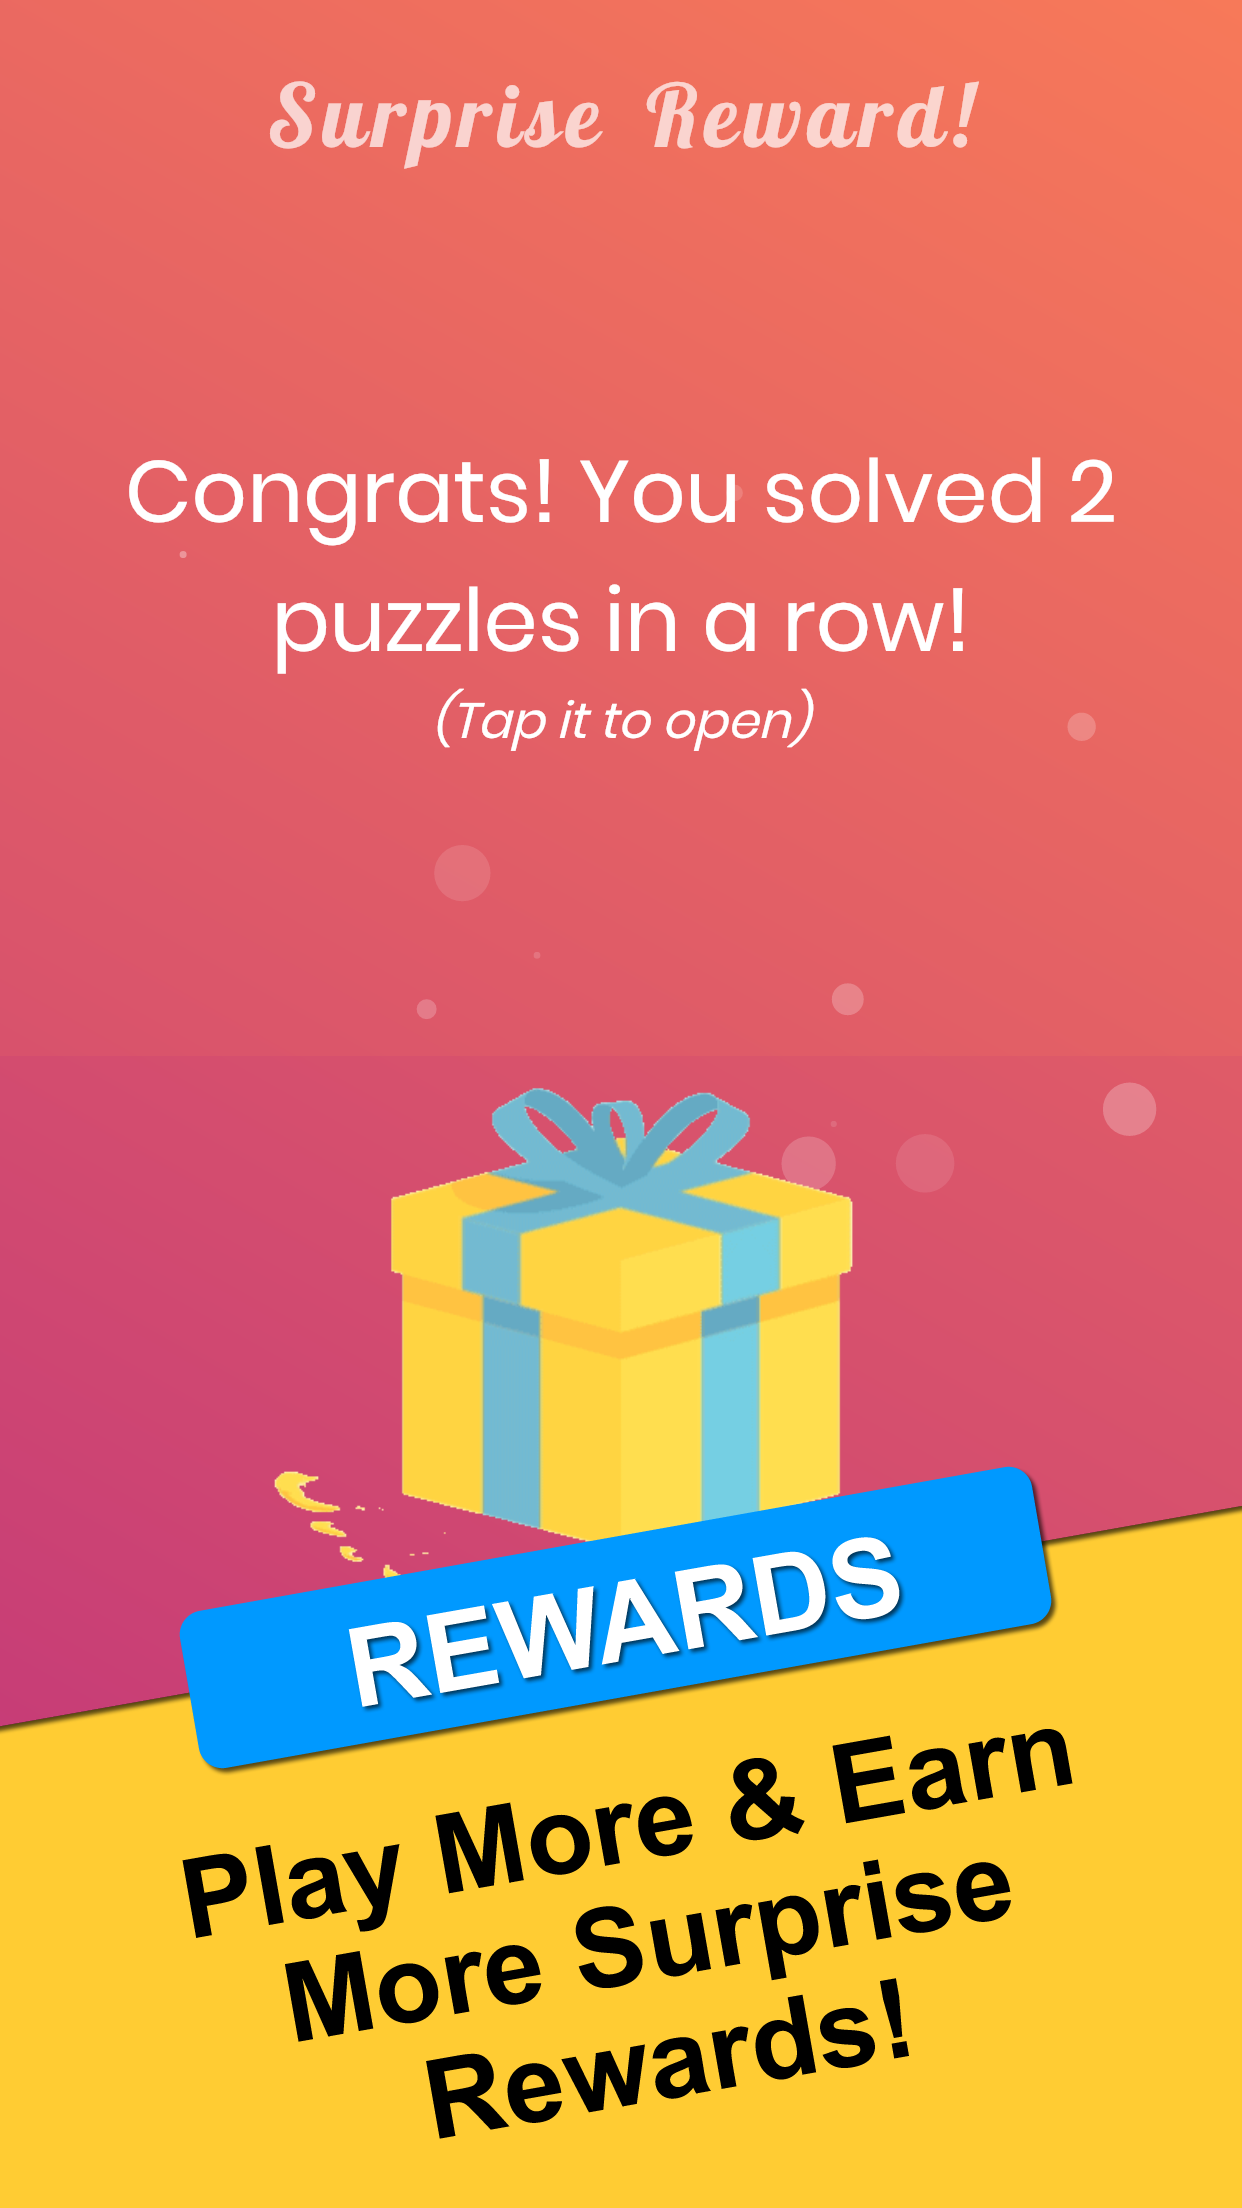 Surprise Reward!
Congrats! You solved 2
puzzles in a row!
(Tap it to open)
REWARDS
Play More & Earn
More Surprise
Rewards!